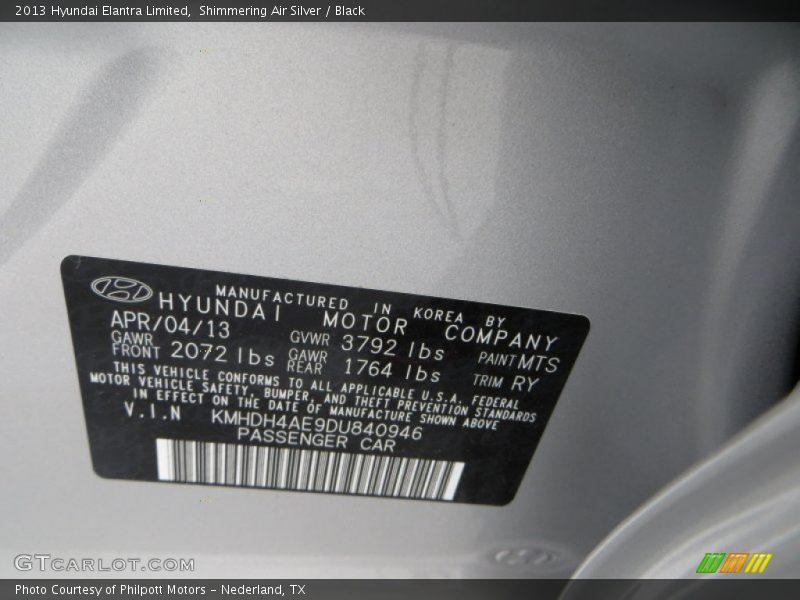 2013 Hyundai Elantra Limited, Shimmering Air Silver / Black
MANUFACTURED IN KOREA BY
HYUNDAI MOTOR COMPANY
APR/04/13 GVWR 3792 lbs PAINT MTS
GAWR FRONT 2072 lbs GAWR REAR 1764 lbs TRIM RY
THIS VEHICLE CONFORMS TO ALL APPLICABLE U.S.A. FEDERAL
MOTOR VEHICLE SAFETY, BUMPER, AND THEFT PREVENTION STANDARDS
IN EFFECT ON THE DATE OF MANUFACTURE SHOWN ABOVE
V.I.N KMHDH4AE9DU840946
PASSENGER CAR
GTCARLOT.COM
Photo Courtesy of Philpott Motors - Nederland, TX